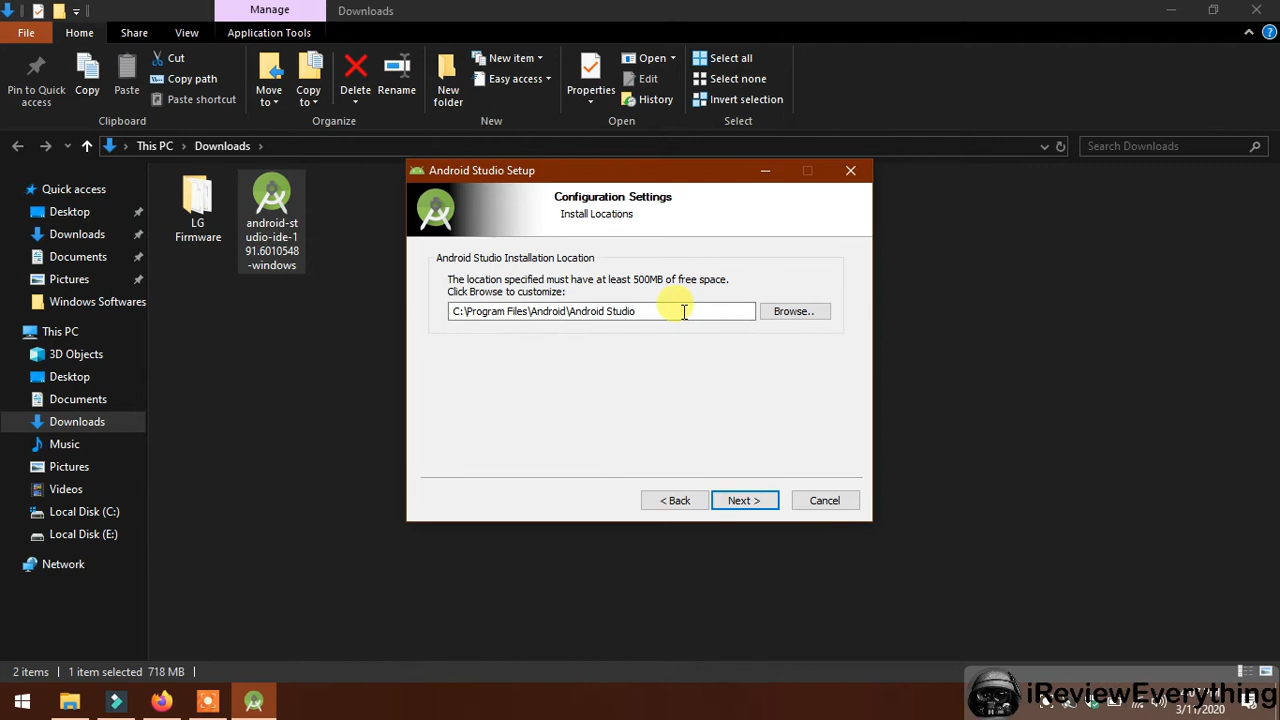 Manage
Downloads
File
Home
Share
View
Application Tools
Pin to Quick access
Copy
Paste
Cut
Copy path
Paste shortcut
Clipboard
Move to
Copy to
Delete
Rename
Organize
New folder
New item
Easy access
New
Properties
Open
Edit
History
Open
Select all
Select none
Invert selection
Select
This PC
Downloads
Search Downloads
Quick access
Desktop
Downloads
Documents
Pictures
Windows Softwares
This PC
3D Objects
Desktop
Documents
Downloads
Music
Pictures
Videos
Local Disk (C:)
Local Disk (E:)
Network
LG
Firmware
android-st
udio-ide-1
91.6010548
-windows
Android Studio Setup
Configuration Settings
Install Locations
Android Studio Installation Location
The location specified must have at least 500MB of free space.
Click Browse to customize:
C:\Program Files\Android\Android Studio
Browse..
< Back
Next >
Cancel
2 items
1 item selected 718 MB
iReviewEverything
3/11/2020